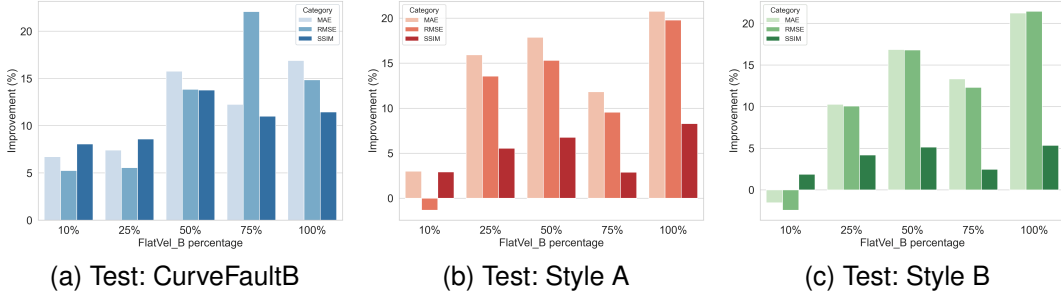 Category
MAE
RMSE
SSIM
Improvement (%)
20
15
10
5
0
10%
25%
50%
75%
100%
FlatVel_B percentage
(a) Test: CurveFaultB
Category
MAE
RMSE
SSIM
Improvement (%)
20
15
10
5
0
10%
25%
50%
75%
100%
FlatVel_B percentage
(b) Test: Style A
Category
MAE
RMSE
SSIM
Improvement (%)
20
15
10
5
0
10%
25%
50%
75%
100%
FlatVel_B percentage
(c) Test: Style B